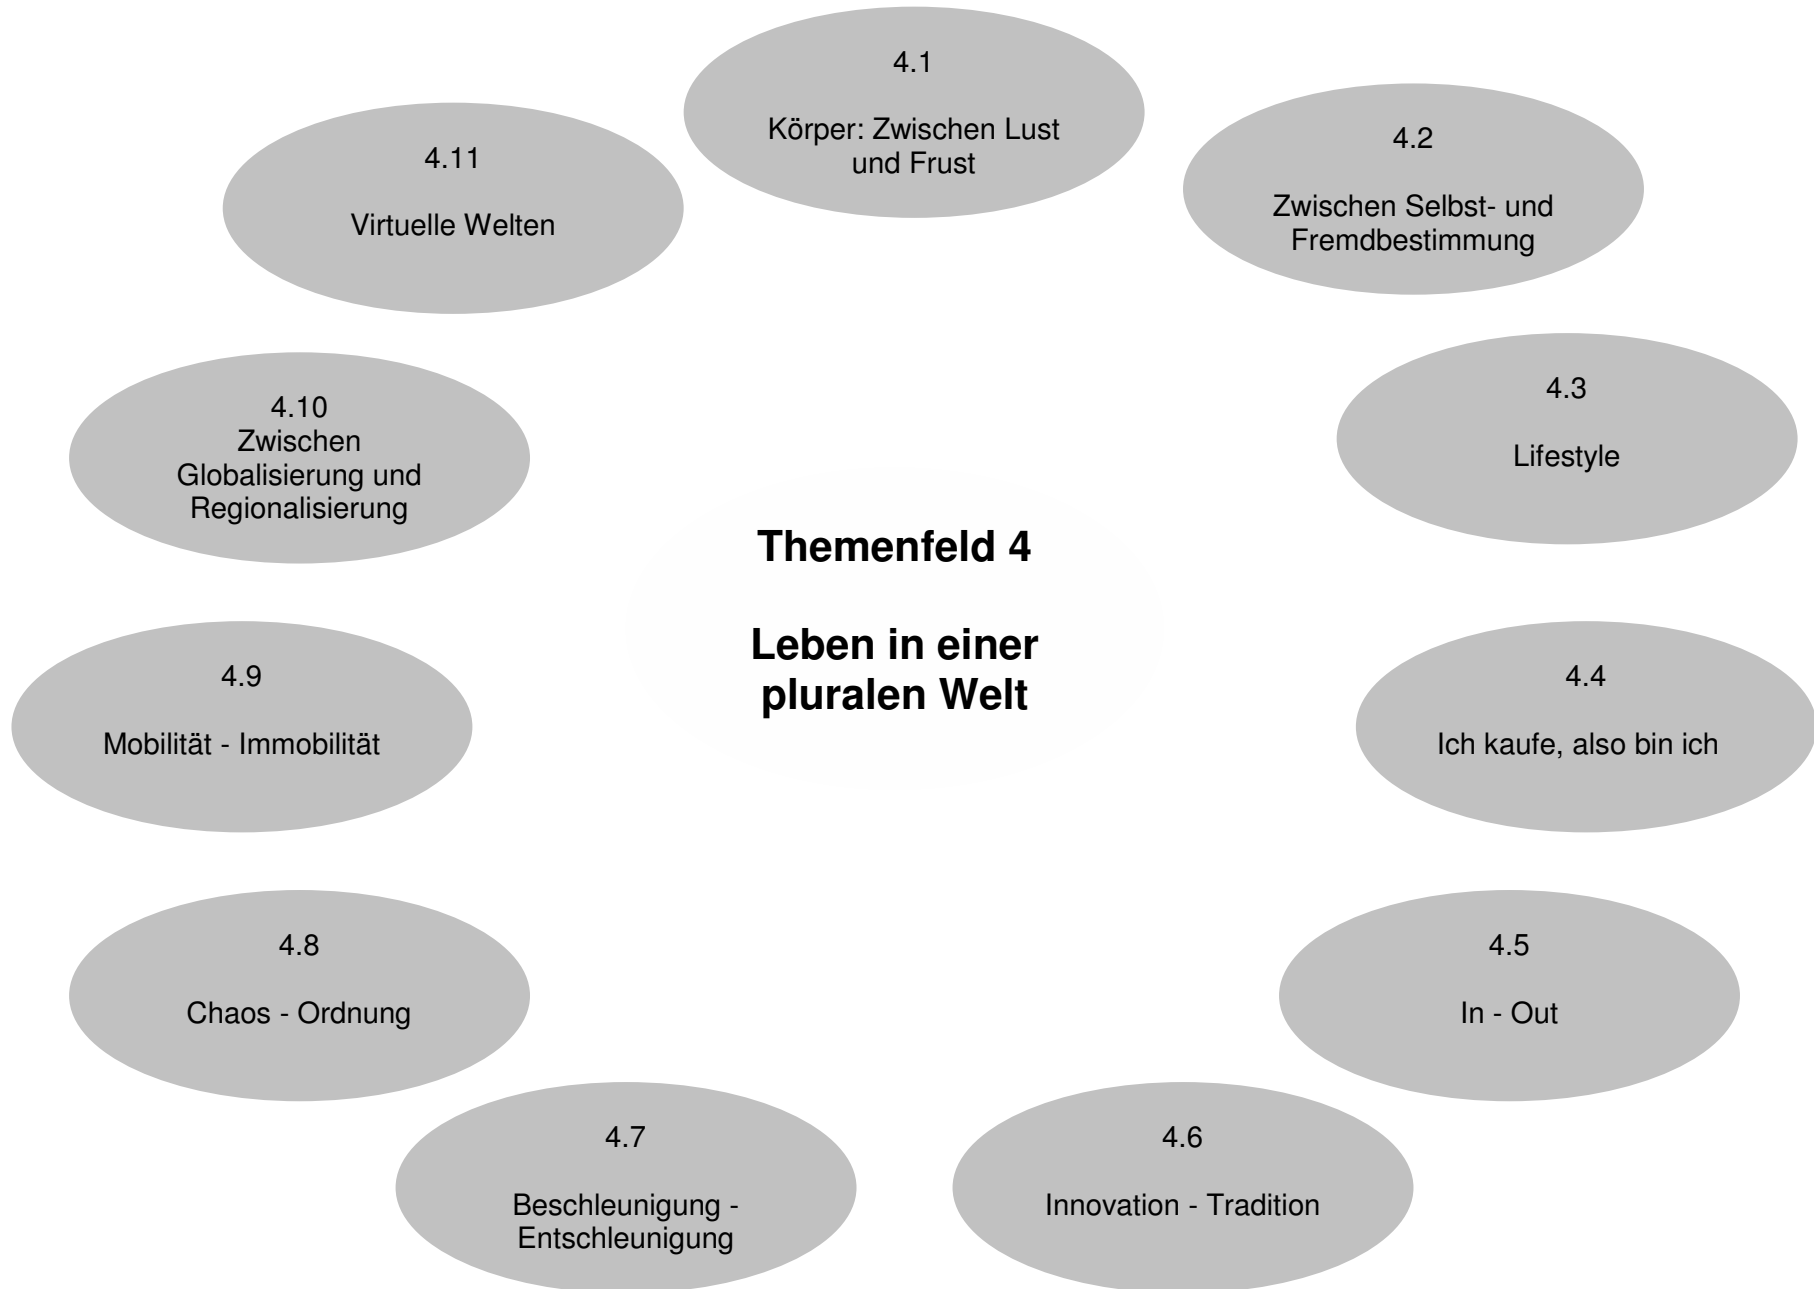 Themenfeld 4
Leben in einer
pluralen Welt
4.1
Körper: Zwischen Lust
und Frust
4.2
Zwischen Selbst- und
Fremdbestimmung
4.3
Lifestyle
4.4
Ich kaufe, also bin ich
4.5
In - Out
4.6
Innovation - Tradition
4.7
Beschleunigung -
Entschleunigung
4.8
Chaos - Ordnung
4.9
Mobilität - Immobilität
4.10
Zwischen
Globalisierung und
Regionalisierung
4.11
Virtuelle Welten